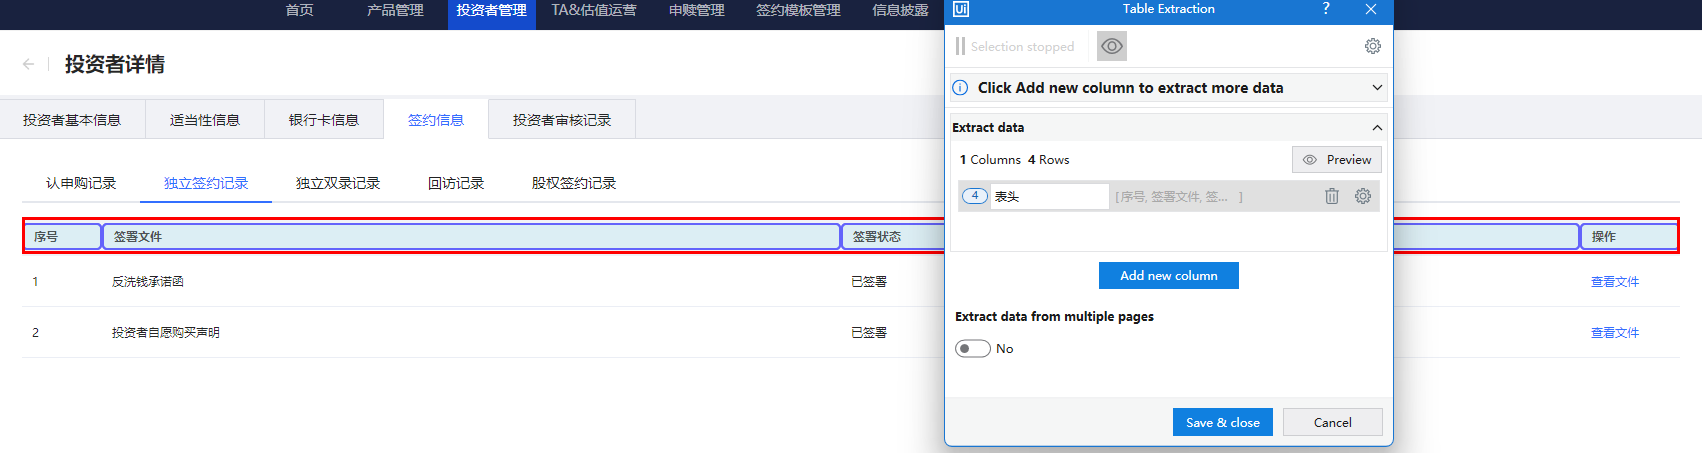 首页 产品管理 投资者管理 TA&估值运营 申赎管理 签约模板管理 信息披露
Ui Table Extraction ?
Selection stopped
← 投资者详情
Click Add new column to extract more data
投资者基本信息 适当性信息 银行卡信息 签约信息 投资者审核记录
Extract data
1 Columns 4 Rows Preview
认申购记录 独立签约记录 独立双录记录 回访记录 股权签约记录
4 表头 [序号, 签署文件, 签... ]
序号 签署文件 签署状态 操作
Add new column
1 反洗钱承诺函 已签署 查看文件
Extract data from multiple pages
2 投资者自愿购买声明 已签署 查看文件
No
Save & close Cancel